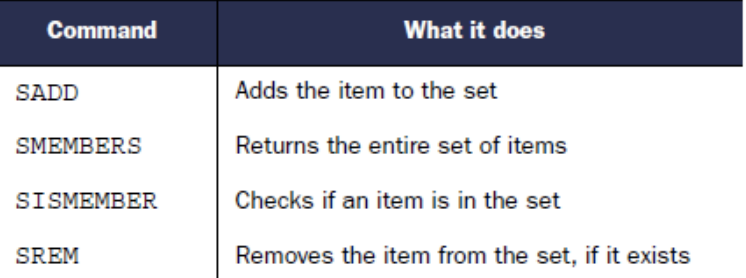 Command What it does
SADD Adds the item to the set
SMEMBERS Returns the entire set of items
SISMEMBER Checks if an item is in the set
SREM Removes the item from the set, if it exists